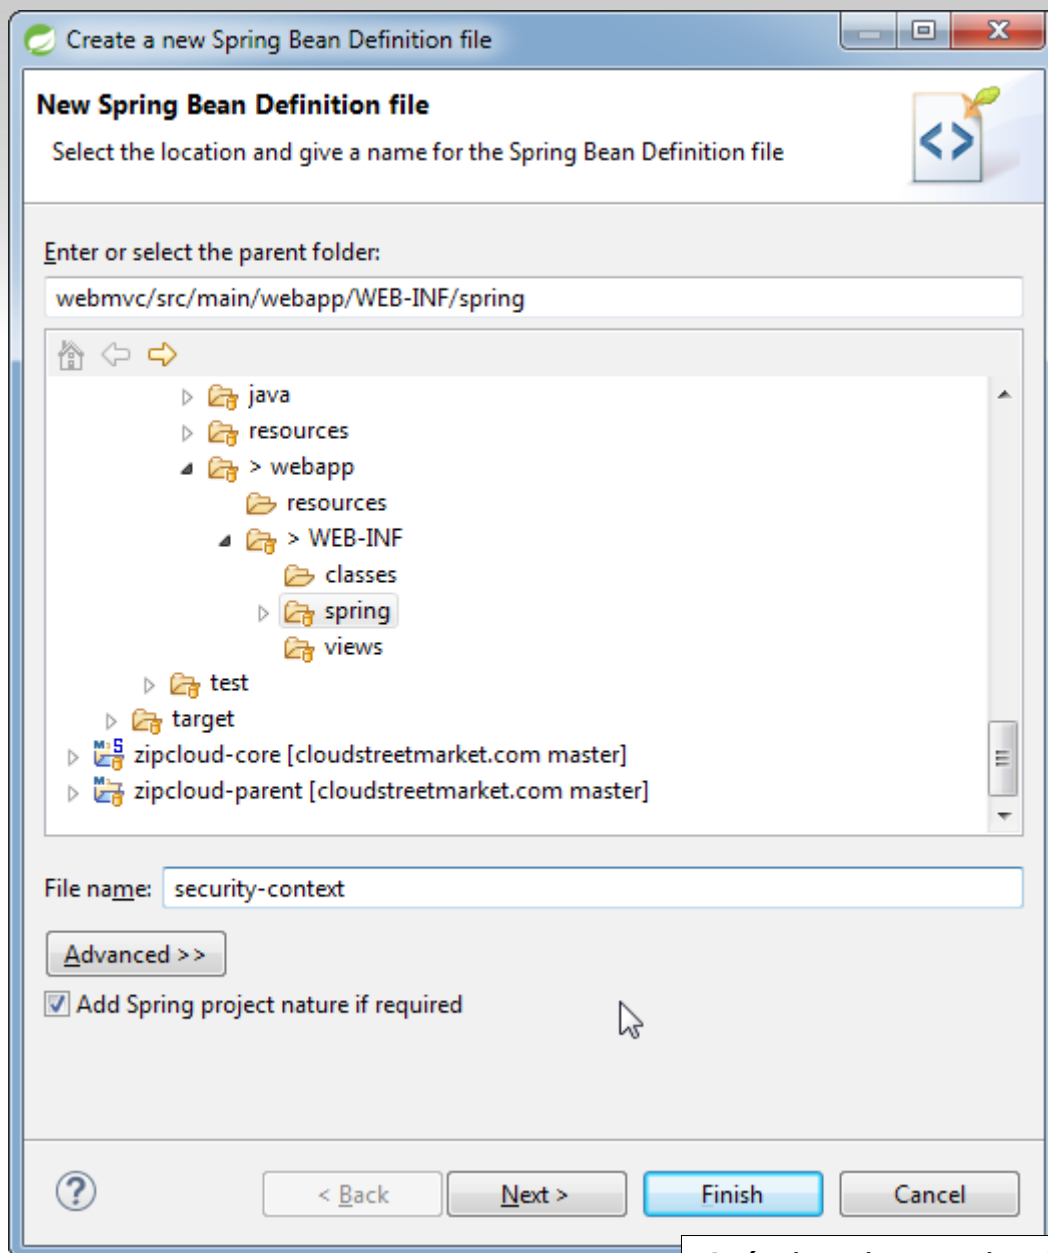 Create a new Spring Bean Definition file
New Spring Bean Definition file
Select the location and give a name for the Spring Bean Definition file
Enter or select the parent folder:
webmvc/src/main/webapp/WEB-INF/spring
java
resources
> webapp
resources
> WEB-INF
classes
spring
views
test
target
zipcloud-core [cloudstreetmarket.com master]
zipcloud-parent [cloudstreetmarket.com master]
File name: security-context
Advanced >>
Add Spring project nature if required
< Back Next > Finish Cancel